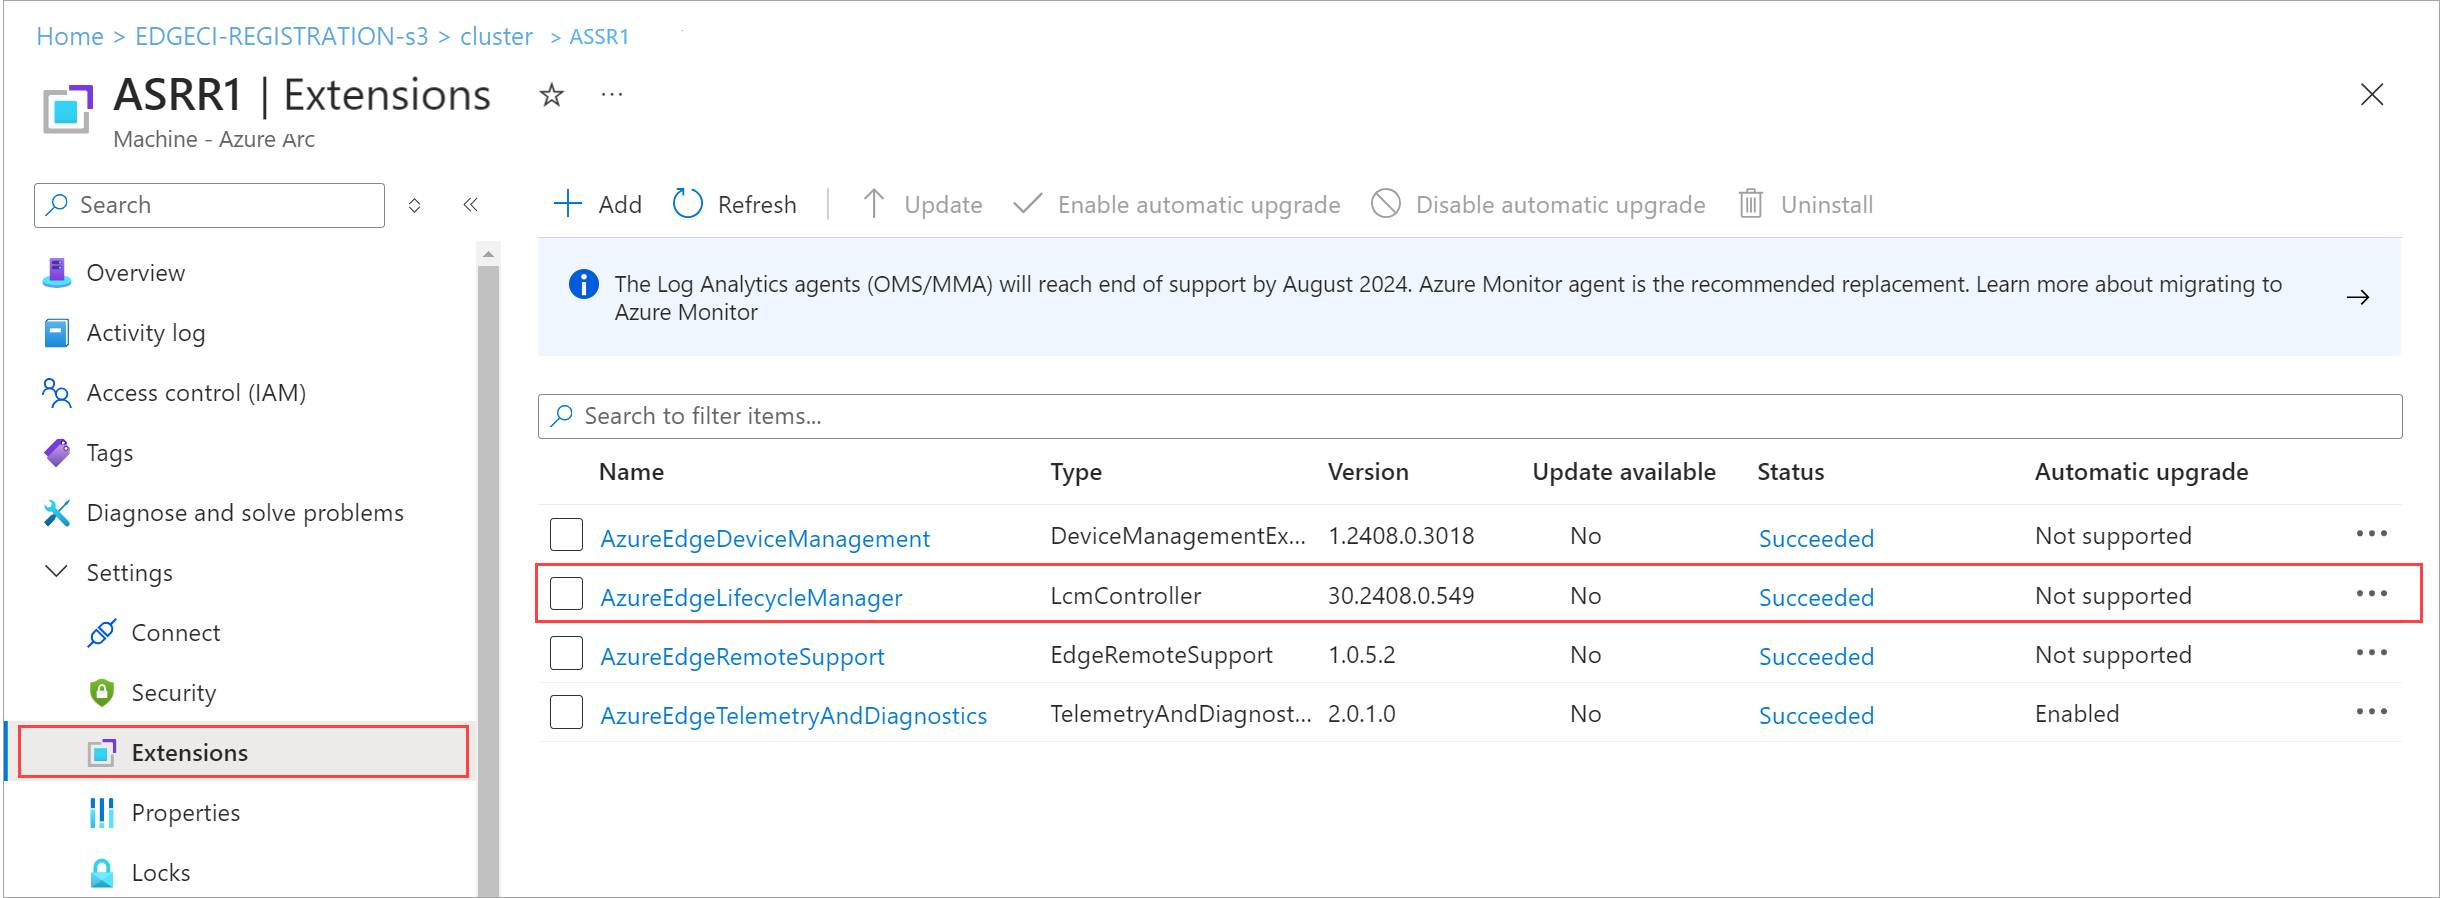 Home > EDGECI-REGISTRATION-s3 > cluster > ASSR1
ASRR1 | Extensions
Machine - Azure Arc
Search
Overview
Activity log
Access control (IAM)
Tags
Diagnose and solve problems
Settings
Connect
Security
Extensions
Properties
Locks
Add Refresh Update Enable automatic upgrade Disable automatic upgrade Uninstall
The Log Analytics agents (OMS/MMA) will reach end of support by August 2024. Azure Monitor agent is the recommended replacement. Learn more about migrating to
Azure Monitor
Search to filter items...
Name Type Version Update available Status Automatic upgrade
AzureEdgeDeviceManagement DeviceManagementEx... 1.2408.0.3018 No Succeeded Not supported
AzureEdgeLifecycleManager LcmController 30.2408.0.549 No Succeeded Not supported
AzureEdgeRemoteSupport EdgeRemoteSupport 1.0.5.2 No Succeeded Not supported
AzureEdgeTelemetryAndDiagnostics TelemetryAndDiagnost... 2.0.1.0 No Succeeded Enabled